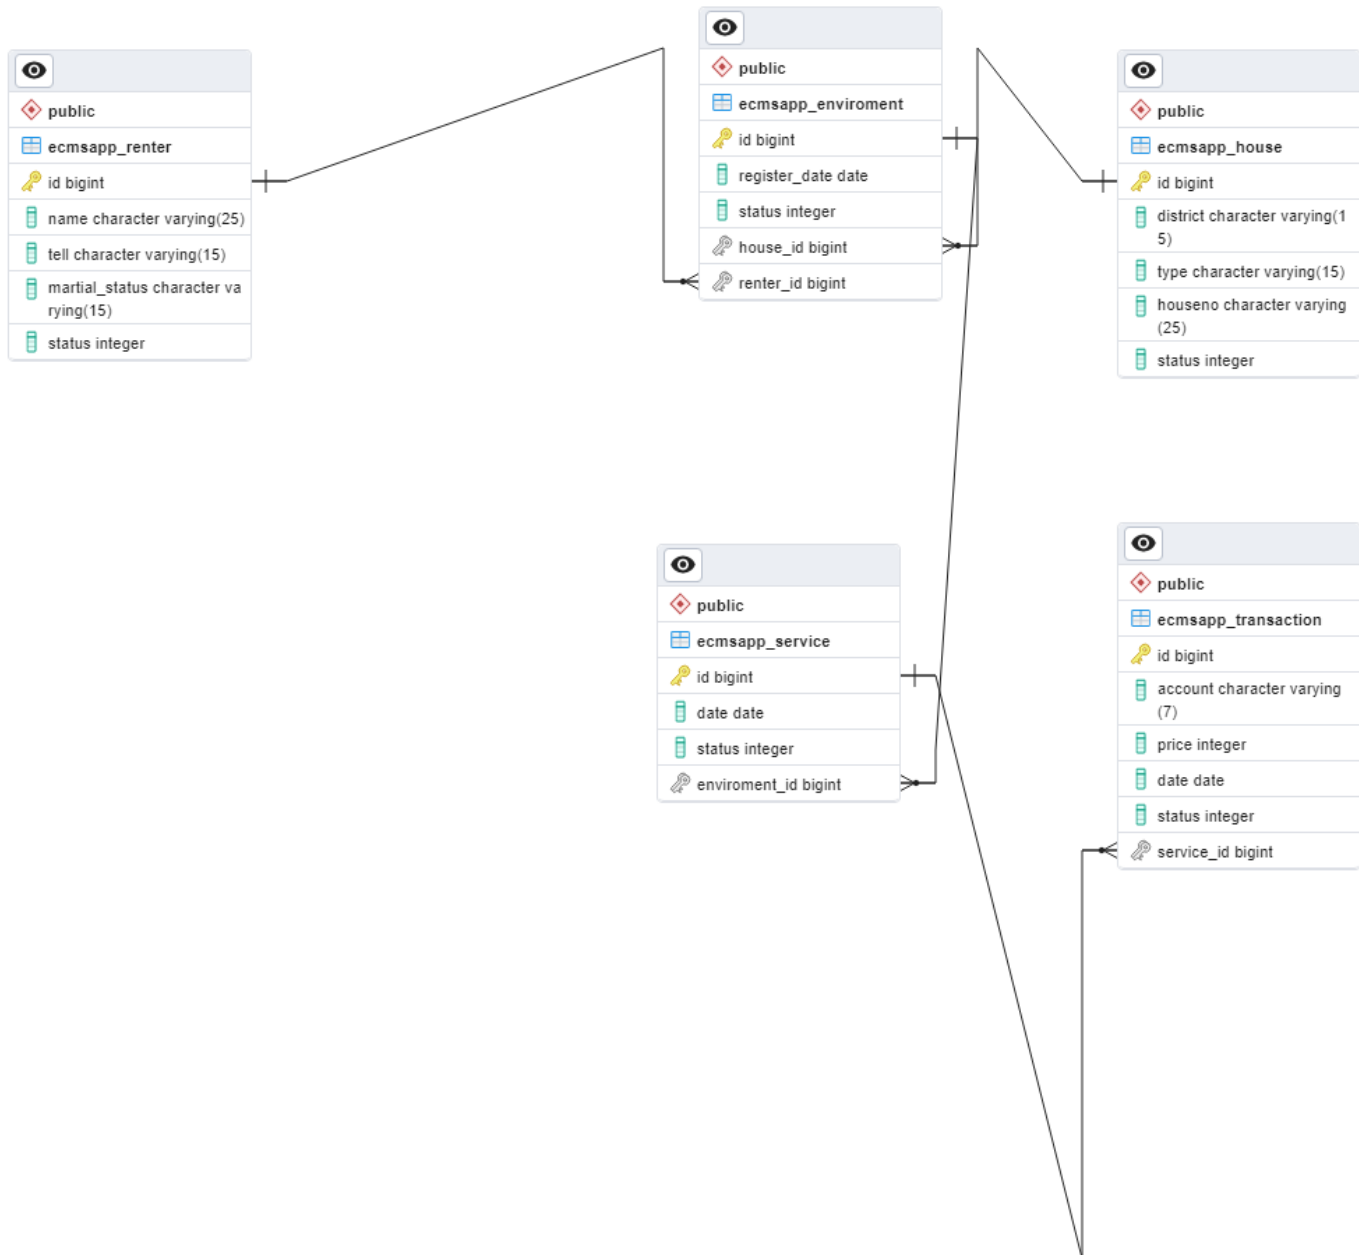 public
ecmsapp_renter
id bigint
name character varying(25)
tell character varying(15)
martial_status character va
rying(15)
status integer
public
ecmsapp_enviroment
id bigint
register_date date
status integer
house_id bigint
renter_id bigint
public
ecmsapp_house
id bigint
district character varying(1
5)
type character varying(15)
houseno character varying
(25)
status integer
public
ecmsapp_service
id bigint
date date
status integer
enviroment_id bigint
public
ecmsapp_transaction
id bigint
account character varying
(7)
price integer
date date
status integer
service_id bigint